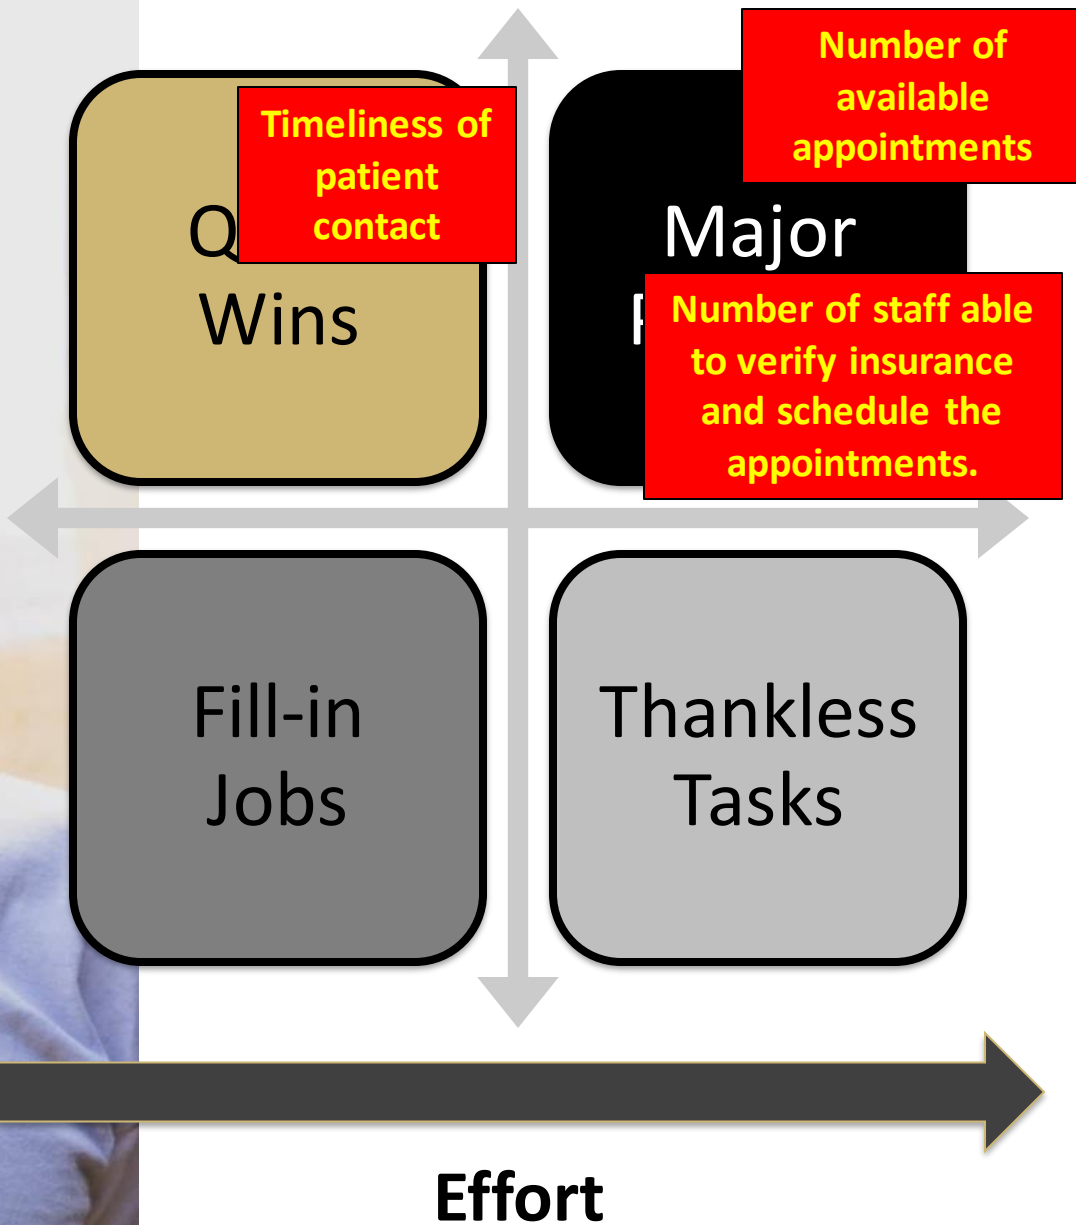 Number of
available
appointments
Timeliness of
patient
contact
Wins
Major
Number of staff able
to verify insurance
and schedule the
appointments.
Fill-in
Jobs
Thankless
Tasks
Effort